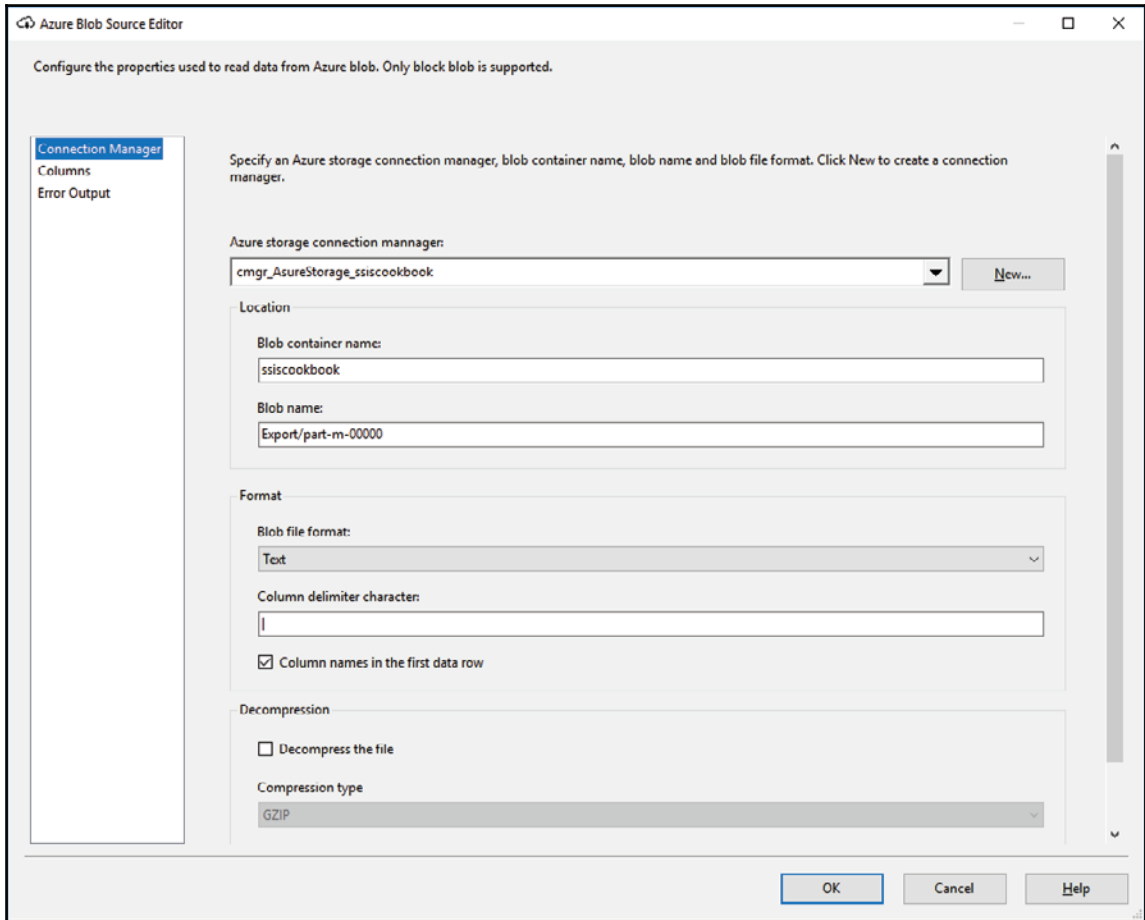 Azure Blob Source Editor
Configure the properties used to read data from Azure blob. Only block blob is supported.
Connection Manager
Columns
Error Output
Specify an Azure storage connection manager, blob container name, blob name and blob file format. Click New to create a connection
manager.
Azure storage connection mannager:
cmgr_AsureStorage_ssiscookbook
New...
Location
Blob container name:
ssiscookbook
Blob name:
Export/part-m-00000
Format
Blob file format:
Text
Column delimiter character:
|
Column names in the first data row
Decompression
Decompress the file
Compression type
GZIP
OK
Cancel
Help